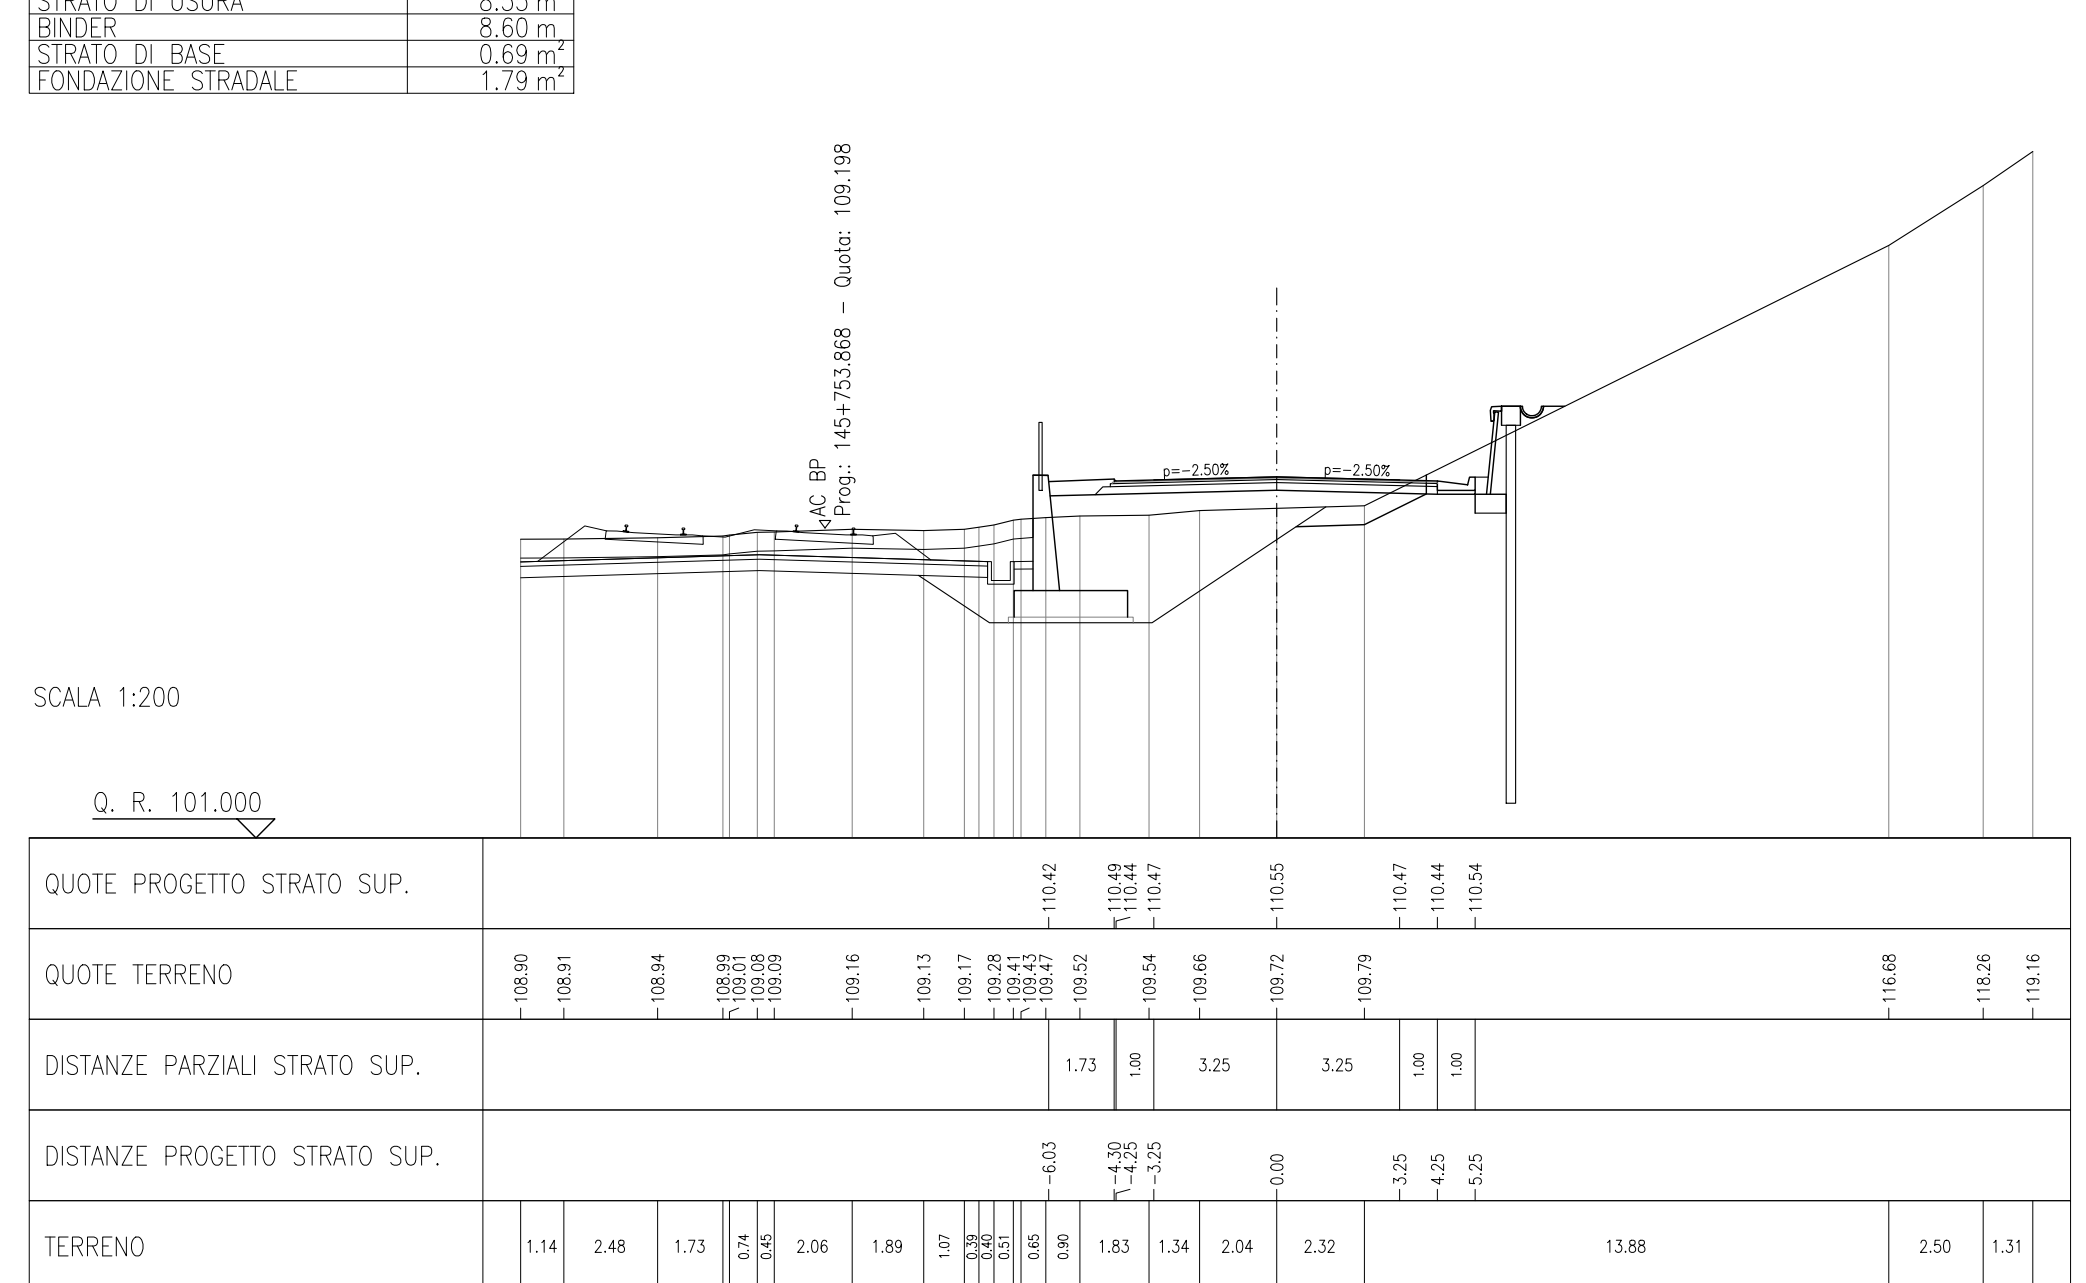 STRATO DI USURA 8.55 m
BINDER 8.60 m
STRATO DI BASE 0.69 m²
FONDAZIONE STRADALE 1.79 m²
AC BP
Prog.: 145+753.868 - Quota: 109.198
p=-2.50% p=-2.50%
SCALA 1:200
Q. R. 101.000
QUOTE PROGETTO STRATO SUP. 110.42 110.49 110.44 110.47 110.55 110.47 110.44 110.54
QUOTE TERRENO 108.90 108.91 108.94 108.99 109.01 109.08 109.09 109.16 109.13 109.17 109.28 109.41 109.43 109.47 109.52 109.54 109.66 109.72 109.79 116.68 118.26 119.16
DISTANZE PARZIALI STRATO SUP. 1.73 1.00 3.25 3.25 1.00 1.00
DISTANZE PROGETTO STRATO SUP. -6.03 -4.30 -4.25 -3.25 0.00 3.25 4.25 5.25
TERRENO 1.14 2.48 1.73 0.74 0.45 2.06 1.89 1.07 0.39 0.40 0.51 0.65 0.90 1.83 1.34 2.04 2.32 13.88 2.50 1.31